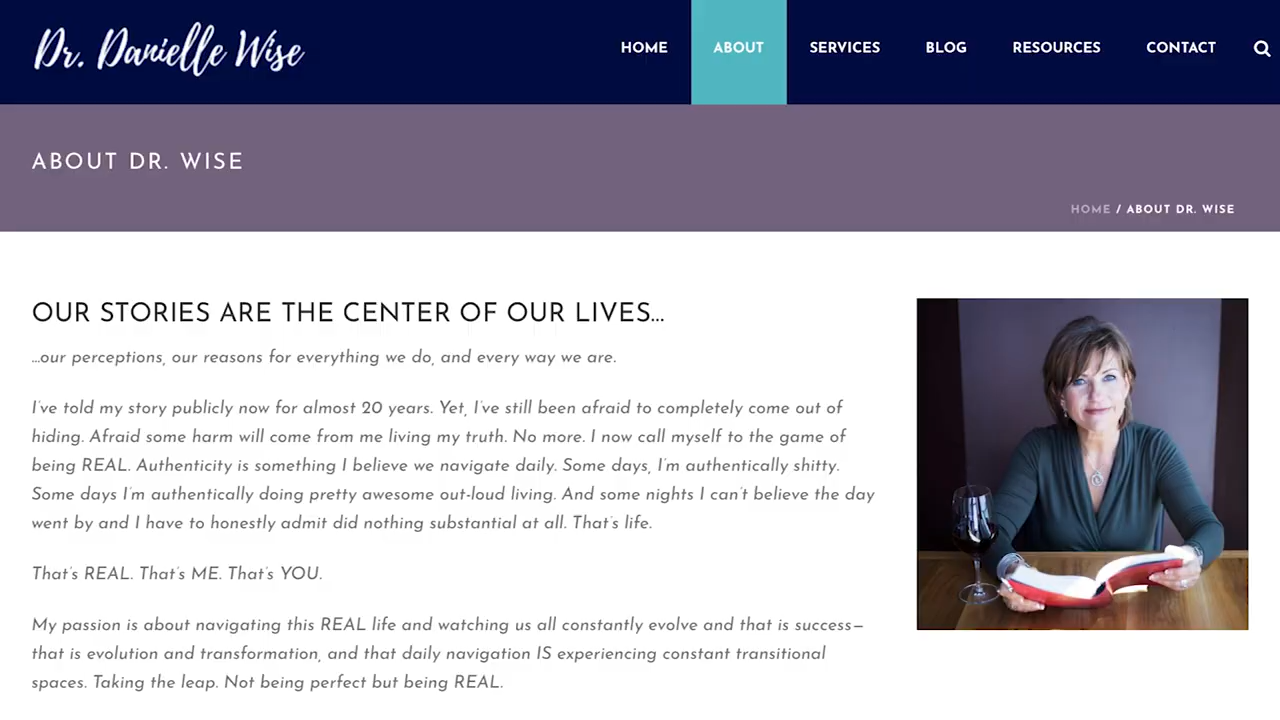 Dr. Danielle Wise
HOME ABOUT SERVICES BLOG RESOURCES CONTACT
ABOUT DR. WISE
HOME / ABOUT DR. WISE
OUR STORIES ARE THE CENTER OF OUR LIVES...
...our perceptions, our reasons for everything we do, and every way we are.
I've told my story publicly now for almost 20 years. Yet, I've still been afraid to completely come out of
hiding. Afraid some harm will come from me living my truth. No more. I now call myself to the game of
being REAL. Authenticity is something I believe we navigate daily. Some days, I'm authentically shitty.
Some days I'm authentically doing pretty awesome out-loud living. And some nights I can't believe the day
went by and I have to honestly admit did nothing substantial at all. That's life.
That's REAL. That's ME. That's YOU.
My passion is about navigating this REAL life and watching us all constantly evolve and that is success—
that is evolution and transformation, and that daily navigation IS experiencing constant transitional
spaces. Taking the leap. Not being perfect but being REAL.